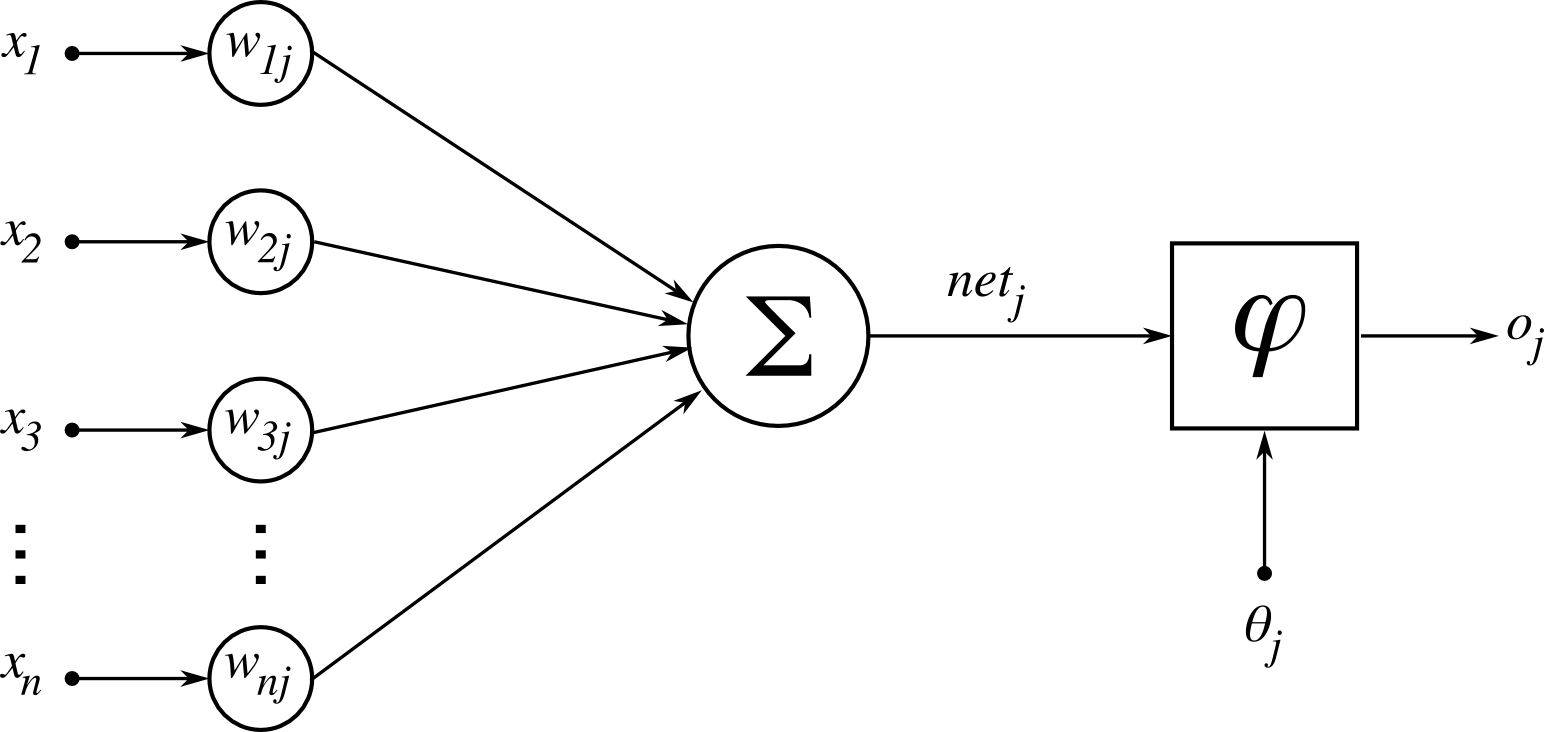 x1 w1j
x2 w2j
Σ netj φ oj
x3 w3j
⋮ ⋮
θj
xn wnj